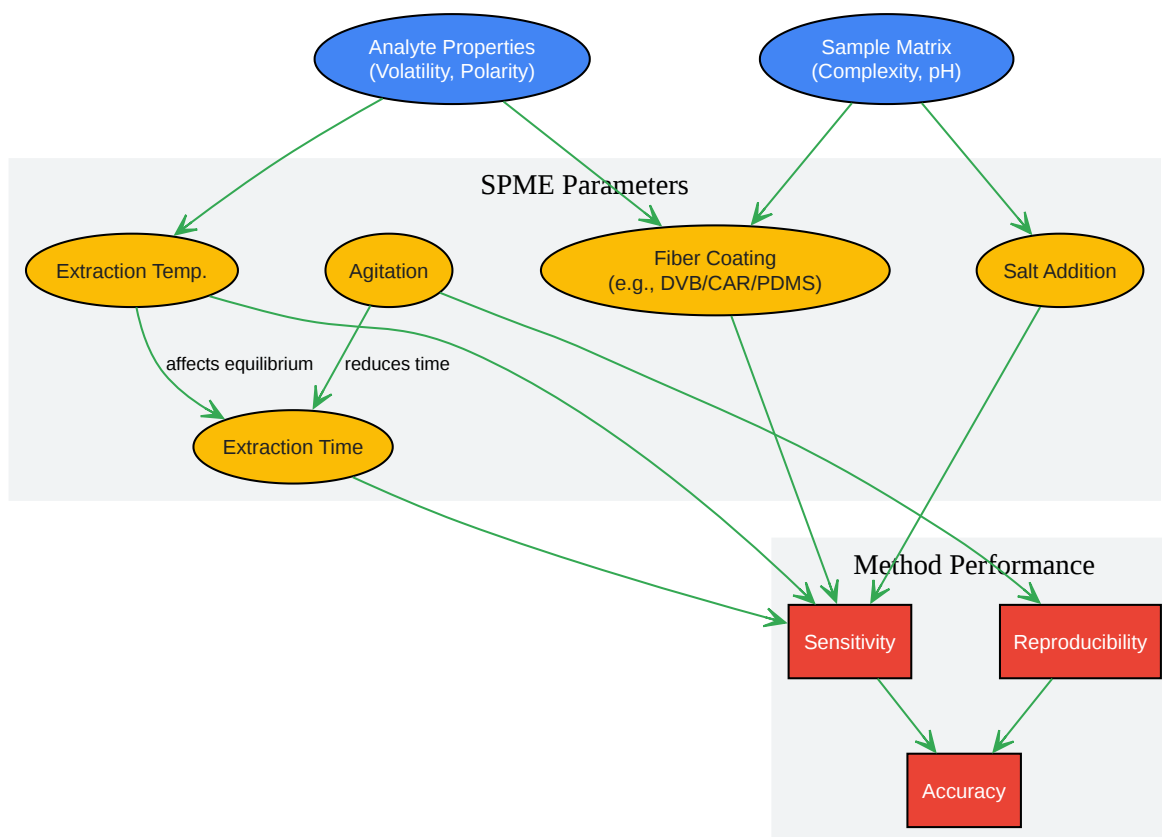 Analyte Properties
(Volatility, Polarity)
Sample Matrix
(Complexity, pH)
SPME Parameters
Extraction Temp.
Agitation
Fiber Coating
(e.g., DVB/CAR/PDMS)
Salt Addition
affects equilibrium
reduces time
Extraction Time
Method Performance
Sensitivity
Reproducibility
Accuracy